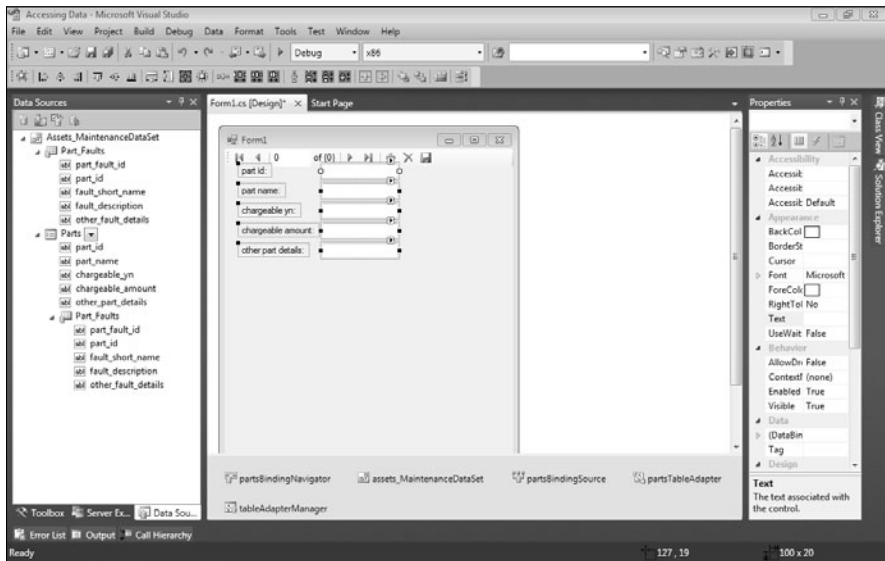 Accessing Data - Microsoft Visual Studio
File Edit View Project Build Debug Data Format Tools Test Window Help
Debug x86
Data Sources
Assets_MaintenanceDataSet
Part_Faults
part_fault_id
part_id
fault_short_name
fault_description
other_fault_details
Parts
part_id
part_name
chargeable_yn
chargeable_amount
other_part_details
Part_Faults
part_fault_id
part_id
fault_short_name
fault_description
other_fault_details
Toolbox Server Ex... Data Sou...
Form1.cs [Design]* Start Page
Form1
0 of {0}
part id:
part name:
chargeable yn:
chargeable amount:
other part details:
partsBindingNavigator assets_MaintenanceDataSet partsBindingSource partsTableAdapter
tableAdapterManager
Properties
Accessibility
Accessib
Accessib
Accessib Default
Appearance
BackCol
BorderSt
Cursor
Font Microsoft
ForeColo
RightToL No
Text
UseWait False
Behavior
AllowDro False
ContextM (none)
Enabled True
Visible True
Data
(DataBin
Tag
Design
Text
The text associated with
the control.
Class View
Solution Explorer
Error List Output Call Hierarchy
Ready 127 , 19 100 x 20